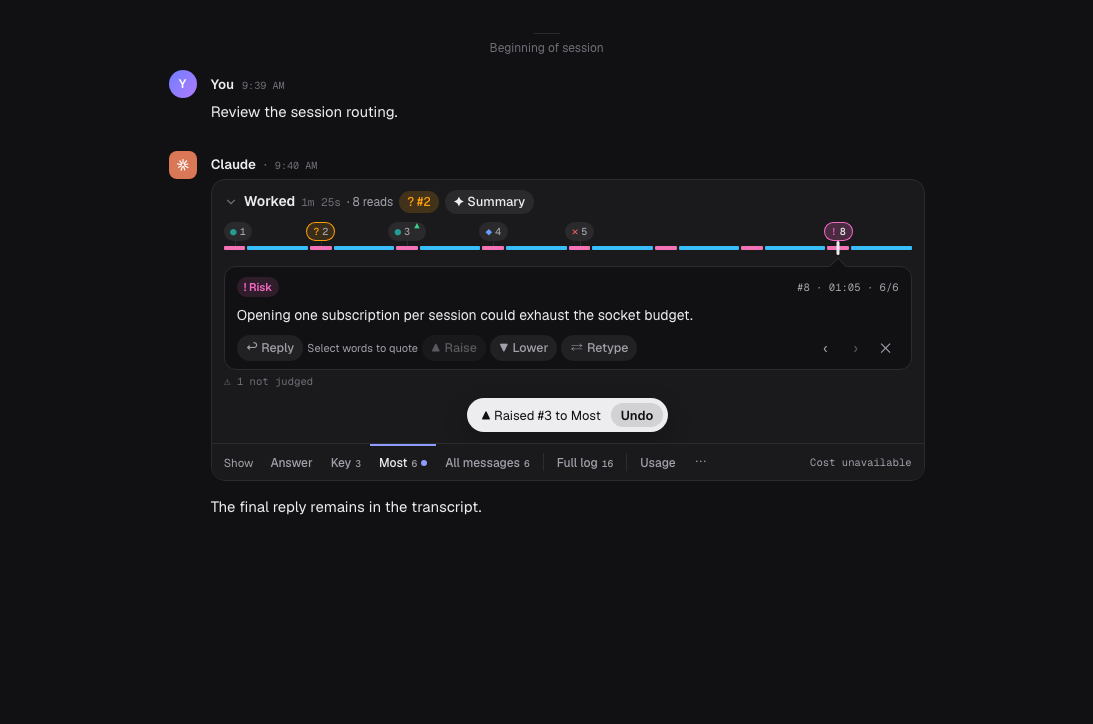 Beginning of session
Y You 9:39 AM
Review the session routing.
Claude · 9:40 AM
Worked 1m 25s · 8 reads ? #2 ✦ Summary
● 1 ? 2 ● 3 ▲ ◆ 4 × 5 ! 8
! Risk #8 · 01:05 · 6/6
Opening one subscription per session could exhaust the socket budget.
↩ Reply Select words to quote ▲ Raise ▼ Lower ⇄ Retype ‹ › ×
⚠ 1 not judged
▲ Raised #3 to Most Undo
Show Answer Key 3 Most 6 ● All messages 6 Full log 16 Usage ··· Cost unavailable
The final reply remains in the transcript.